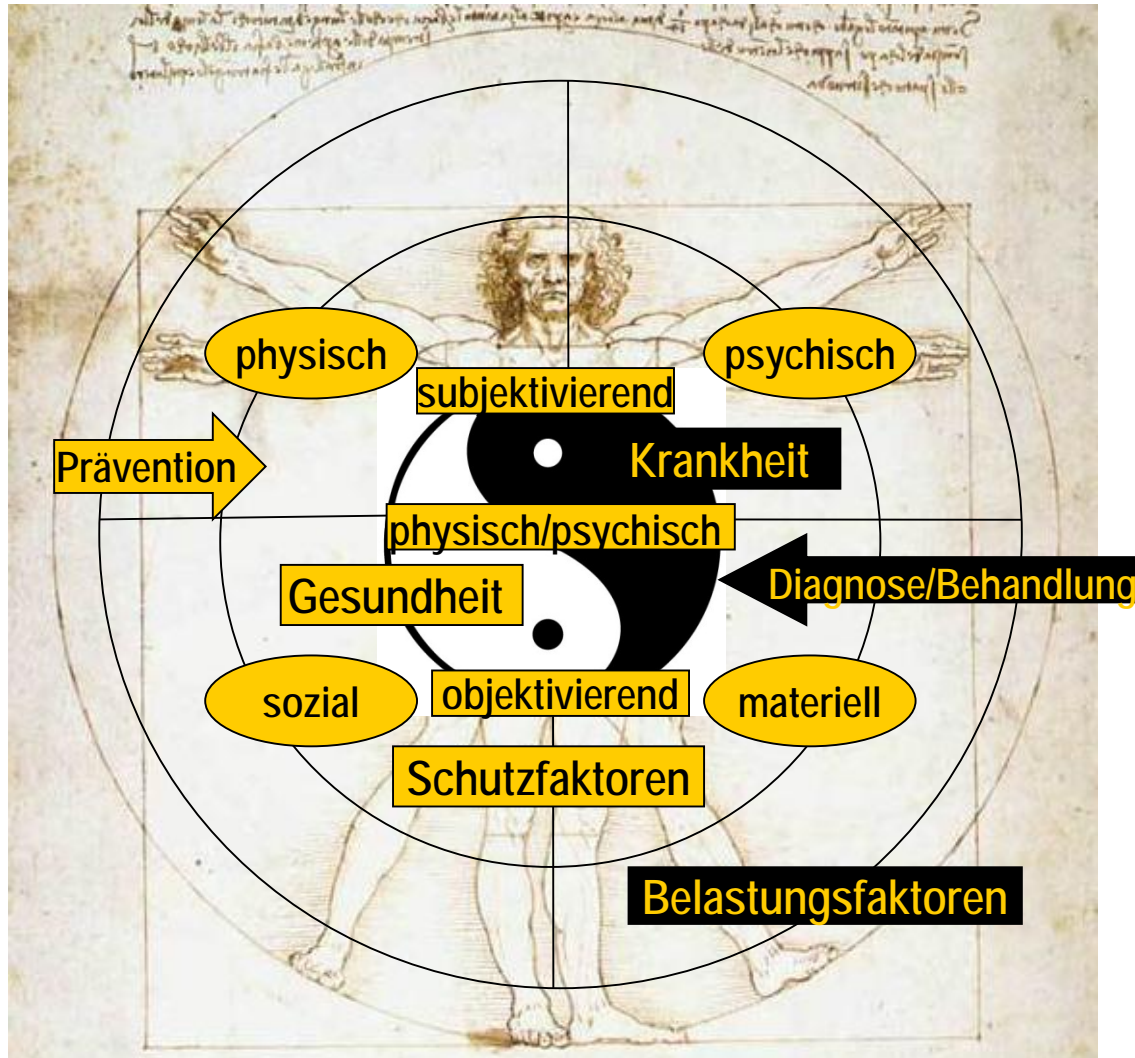 physisch
psychisch
subjektivierend
Krankheit
Prävention
physisch/psychisch
Gesundheit
Diagnose/Behandlung
sozial
objektivierend
materiell
Schutzfaktoren
Belastungsfaktoren